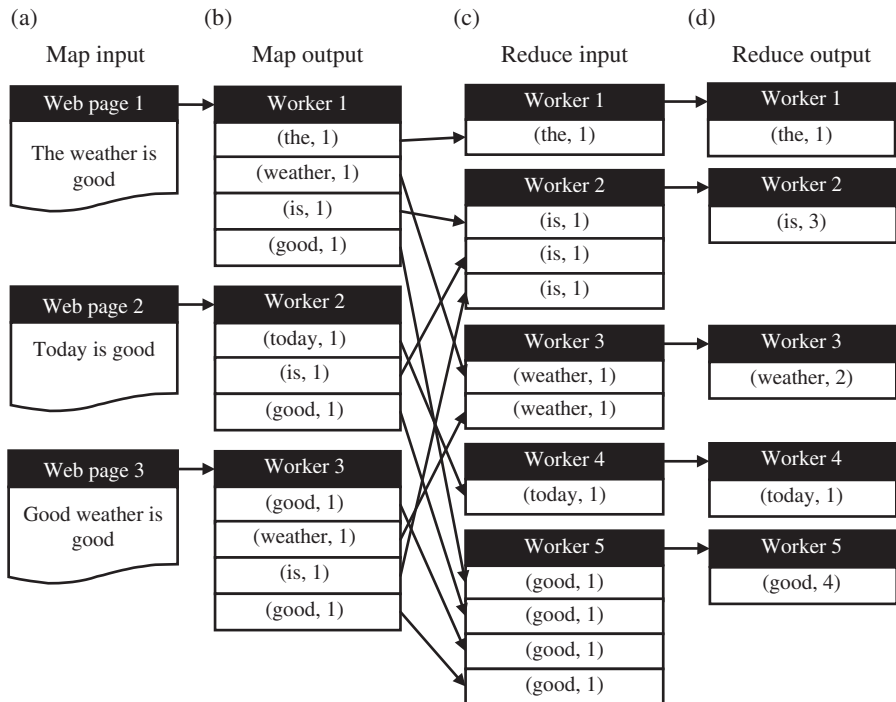 (a)
Map input
Web page 1
The weather is
good
Web page 2
Today is good
Web page 3
Good weather is
good
(b)
Map output
Worker 1
(the, 1)
(weather, 1)
(is, 1)
(good, 1)
Worker 2
(today, 1)
(is, 1)
(good, 1)
Worker 3
(good, 1)
(weather, 1)
(is, 1)
(good, 1)
(c)
Reduce input
Worker 1
(the, 1)
Worker 2
(is, 1)
(is, 1)
(is, 1)
Worker 3
(weather, 1)
(weather, 1)
Worker 4
(today, 1)
Worker 5
(good, 1)
(good, 1)
(good, 1)
(good, 1)
(d)
Reduce output
Worker 1
(the, 1)
Worker 2
(is, 3)
Worker 3
(weather, 2)
Worker 4
(today, 1)
Worker 5
(good, 4)